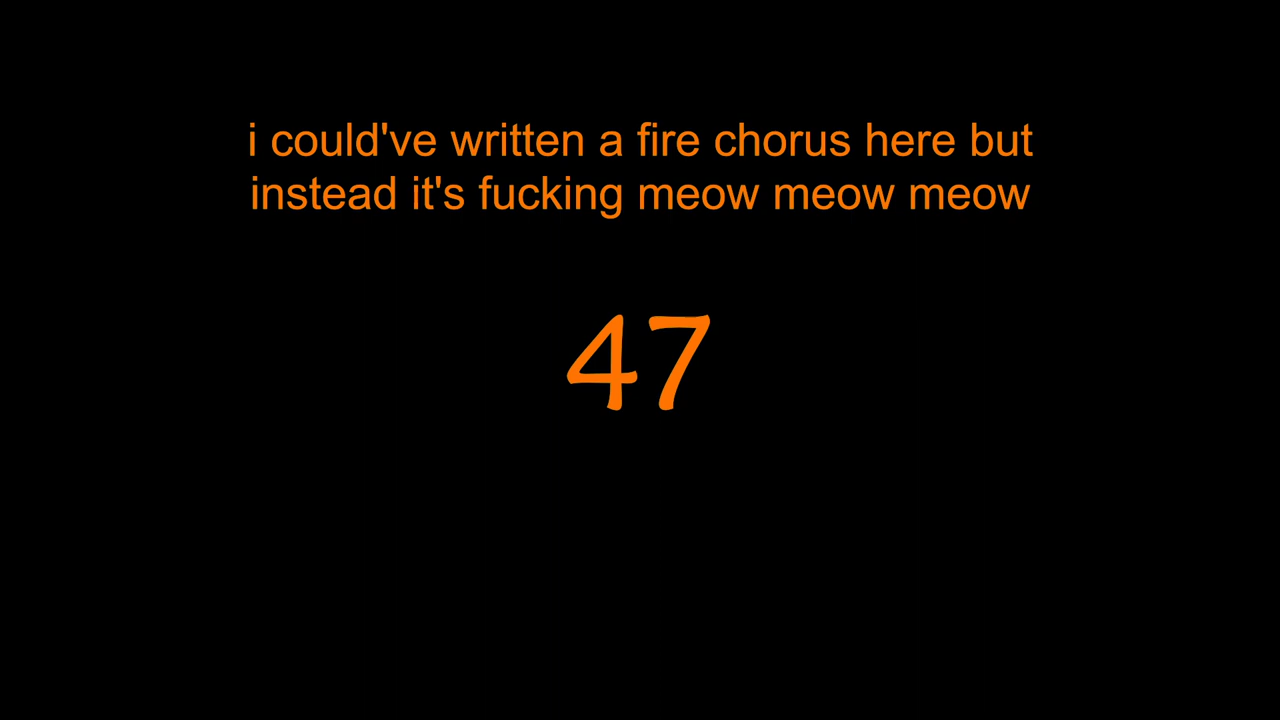 i could've written a fire chorus here but
instead it's fucking meow meow meow
47